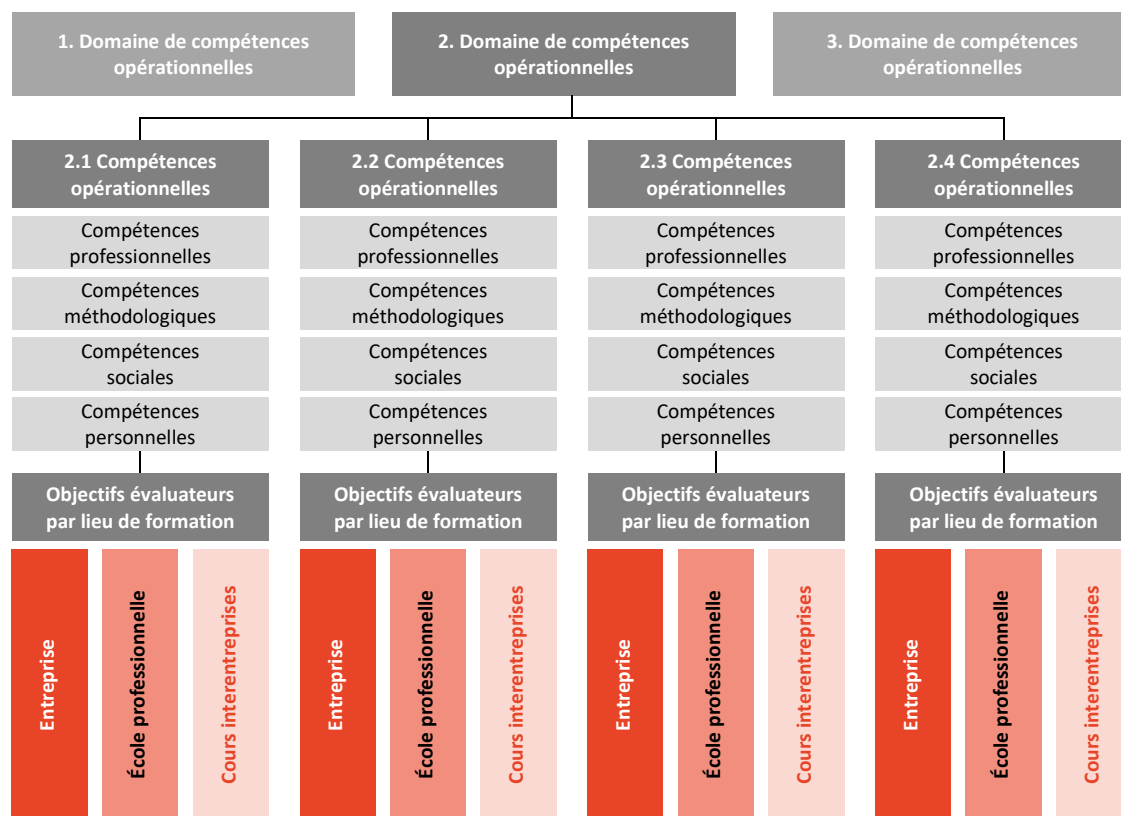 1. Domaine de compétences
opérationnelles
2. Domaine de compétences
opérationnelles
3. Domaine de compétences
opérationnelles
2.1 Compétences
opérationnelles
2.2 Compétences
opérationnelles
2.3 Compétences
opérationnelles
2.4 Compétences
opérationnelles
Compétences
professionnelles
Compétences
professionnelles
Compétences
professionnelles
Compétences
professionnelles
Compétences
méthodologiques
Compétences
méthodologiques
Compétences
méthodologiques
Compétences
méthodologiques
Compétences
sociales
Compétences
sociales
Compétences
sociales
Compétences
sociales
Compétences
personnelles
Compétences
personnelles
Compétences
personnelles
Compétences
personnelles
Objectifs évaluateurs
par lieu de formation
Objectifs évaluateurs
par lieu de formation
Objectifs évaluateurs
par lieu de formation
Objectifs évaluateurs
par lieu de formation
Entreprise
École professionnelle
Cours interentreprises
Entreprise
École professionnelle
Cours interentreprises
Entreprise
École professionnelle
Cours interentreprises
Entreprise
École professionnelle
Cours interentreprises